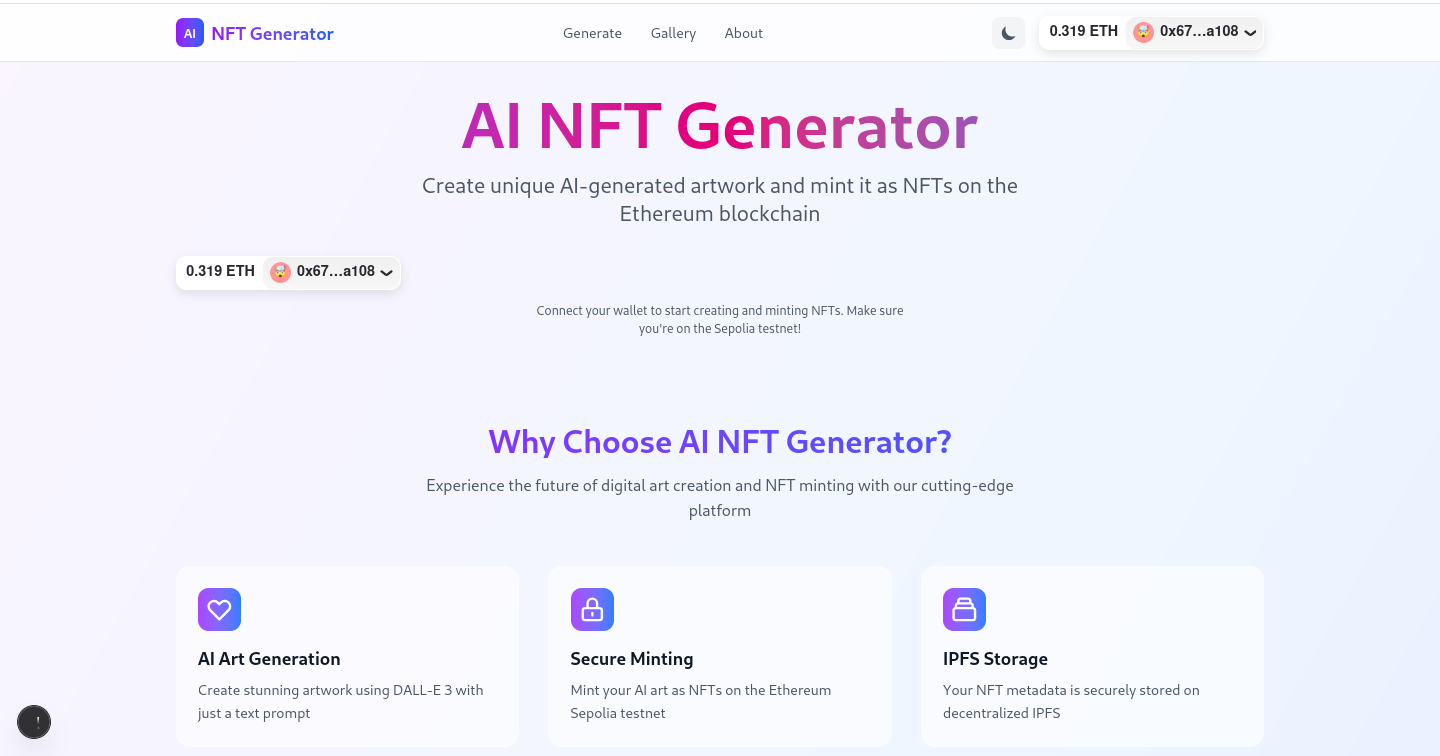 AI NFT Generator Generate Gallery About 0.319 ETH 0x67...a108
AI NFT Generator
Create unique AI-generated artwork and mint it as NFTs on the
Ethereum blockchain
0.319 ETH 0x67...a108
Connect your wallet to start creating and minting NFTs. Make sure
you're on the Sepolia testnet!
Why Choose AI NFT Generator?
Experience the future of digital art creation and NFT minting with our cutting-edge
platform
AI Art Generation
Create stunning artwork using DALL-E 3 with
just a text prompt
Secure Minting
Mint your AI art as NFTs on the Ethereum
Sepolia testnet
IPFS Storage
Your NFT metadata is securely stored on
decentralized IPFS